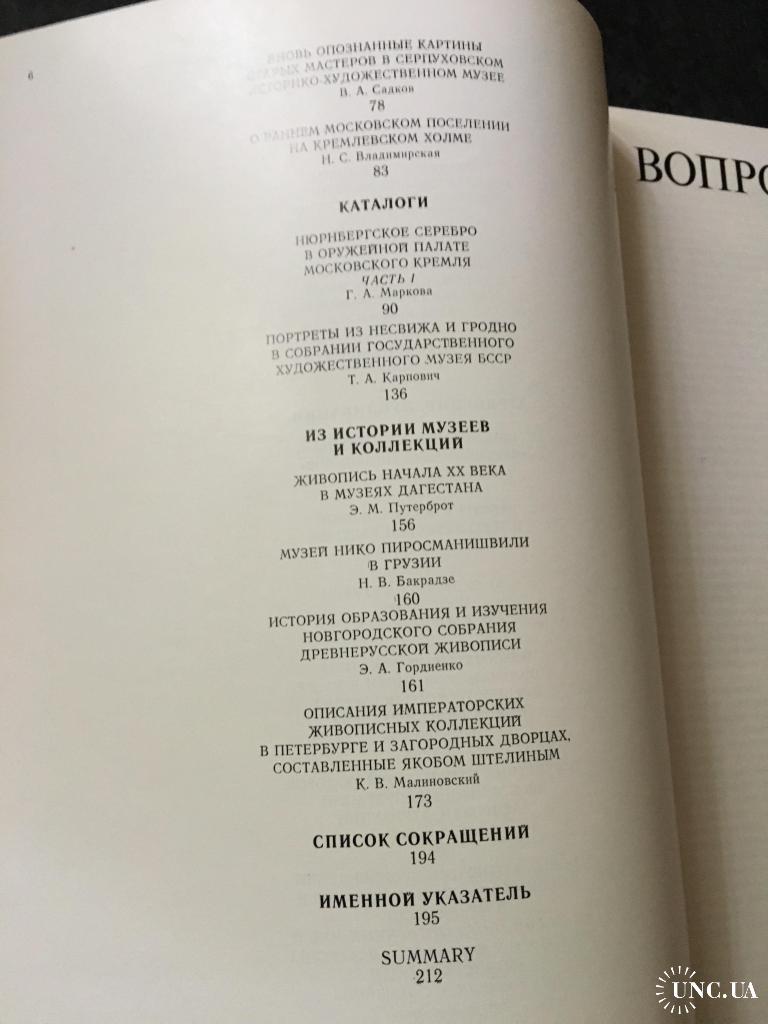 6
ВНОВЬ ОПОЗНАННЫЕ КАРТИНЫ
СТАРЫХ МАСТЕРОВ В СЕРПУХОВСКОМ
ИСТОРИКО-ХУДОЖЕСТВЕННОМ МУЗЕЕ
В. А. Садков
78
О РАННЕМ МОСКОВСКОМ ПОСЕЛЕНИИ
НА КРЕМЛЕВСКОМ ХОЛМЕ
Н. С. Владимирская
83
КАТАЛОГИ
НЮРНБЕРГСКОЕ СЕРЕБРО
В ОРУЖЕЙНОЙ ПАЛАТЕ
МОСКОВСКОГО КРЕМЛЯ
ЧАСТЬ I
Г. А. Маркова
90
ПОРТРЕТЫ ИЗ НЕСВИЖА И ГРОДНО
В СОБРАНИИ ГОСУДАРСТВЕННОГО
ХУДОЖЕСТВЕННОГО МУЗЕЯ БССР
Т. А. Карпович
136
ИЗ ИСТОРИИ МУЗЕЕВ
И КОЛЛЕКЦИЙ
ЖИВОПИСЬ НАЧАЛА XX ВЕКА
В МУЗЕЯХ ДАГЕСТАНА
Э. М. Путерброт
156
МУЗЕЙ НИКО ПИРОСМАНИШВИЛИ
В ГРУЗИИ
Н. В. Бакрадзе
160
ИСТОРИЯ ОБРАЗОВАНИЯ И ИЗУЧЕНИЯ
НОВГОРОДСКОГО СОБРАНИЯ
ДРЕВНЕРУССКОЙ ЖИВОПИСИ
Э. А. Гордиенко
161
ОПИСАНИЯ ИМПЕРАТОРСКИХ
ЖИВОПИСНЫХ КОЛЛЕКЦИЙ
В ПЕТЕРБУРГЕ И ЗАГОРОДНЫХ ДВОРЦАХ,
СОСТАВЛЕННЫЕ ЯКОБОМ ШТЕЛИНЫМ
К. В. Малиновский
173
СПИСОК СОКРАЩЕНИЙ
194
ИМЕННОЙ УКАЗАТЕЛЬ
195
SUMMARY
212
ВОПРО
UNC.UA